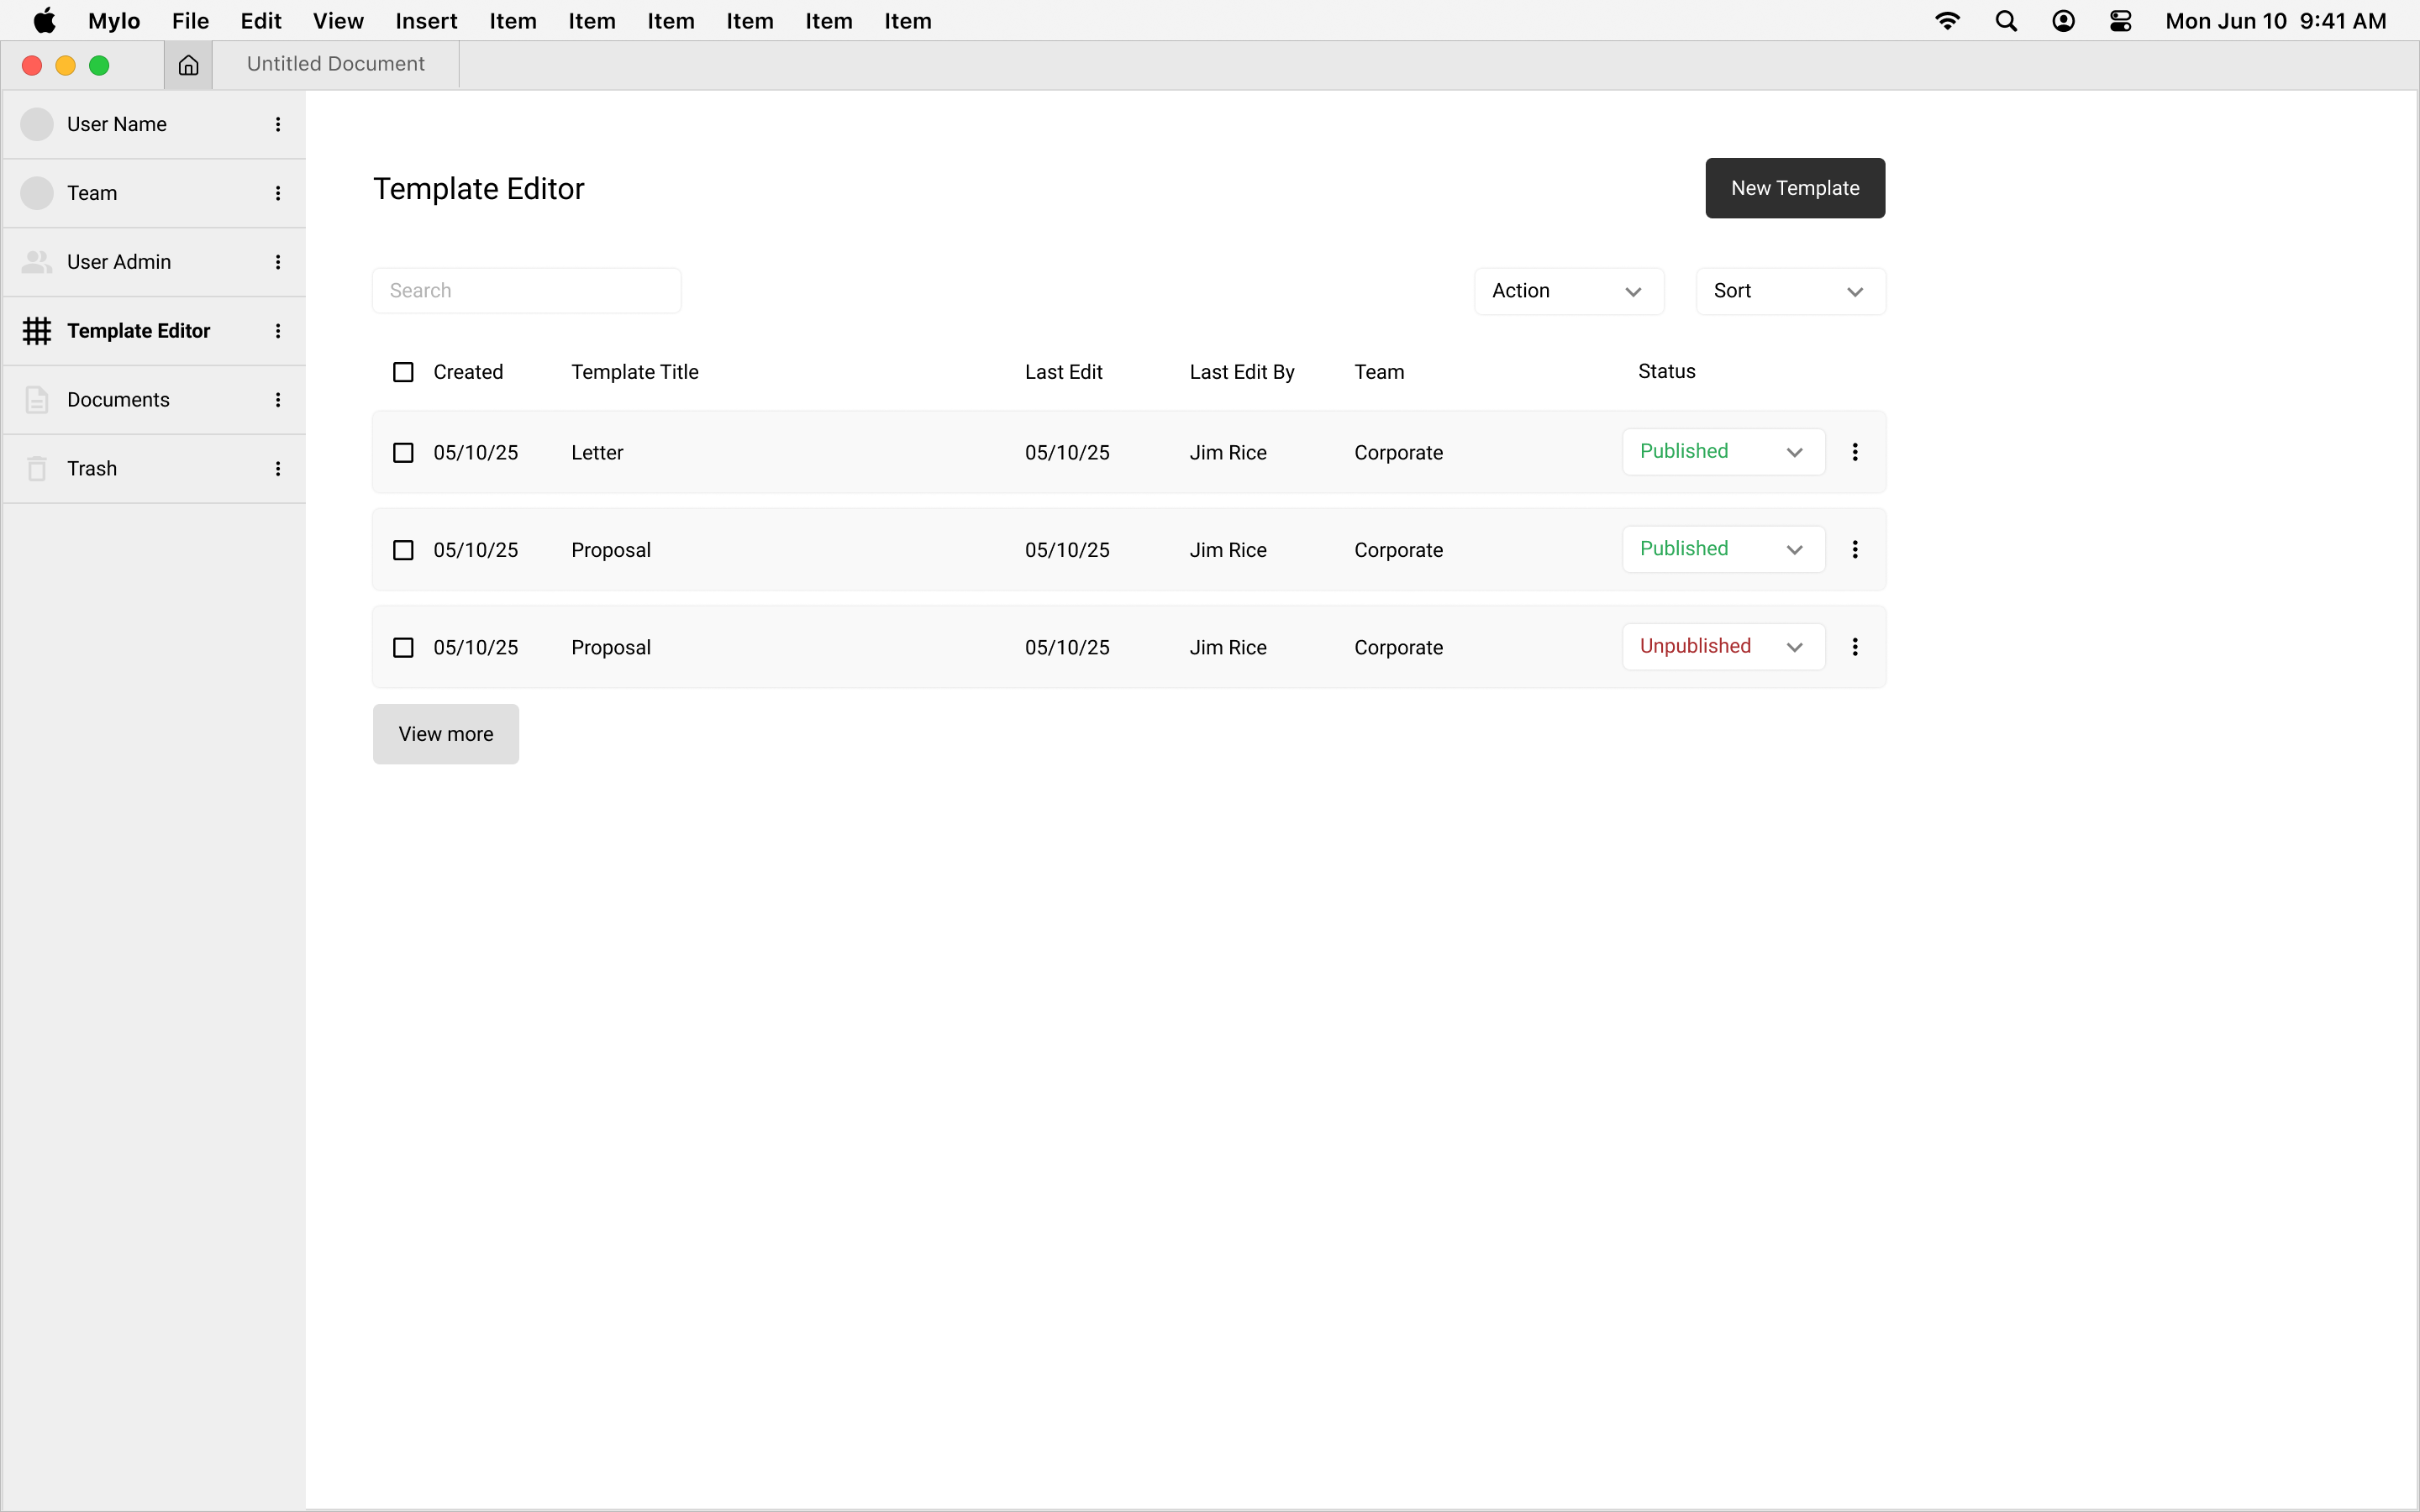 Mylo File Edit View Insert Item Item Item Item Item Item Mon Jun 10 9:41 AM
Untitled Document
User Name
Team
User Admin
Template Editor
Documents
Trash
Template Editor New Template
Search Action Sort
Created Template Title Last Edit Last Edit By Team Status
05/10/25 Letter 05/10/25 Jim Rice Corporate Published
05/10/25 Proposal 05/10/25 Jim Rice Corporate Published
05/10/25 Proposal 05/10/25 Jim Rice Corporate Unpublished
View more